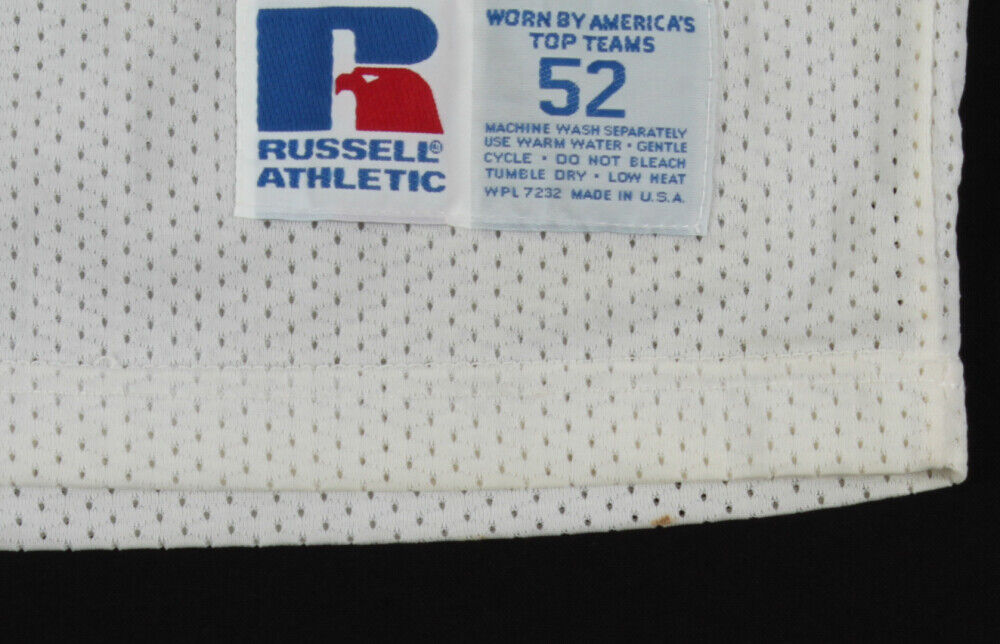 R
RUSSELL®
ATHLETIC
WORN BY AMERICA'S
TOP TEAMS
52
MACHINE WASH SEPARATELY
USE WARM WATER • GENTLE
CYCLE • DO NOT BLEACH
TUMBLE DRY • LOW HEAT
WPL 7232 MADE IN U.S.A.